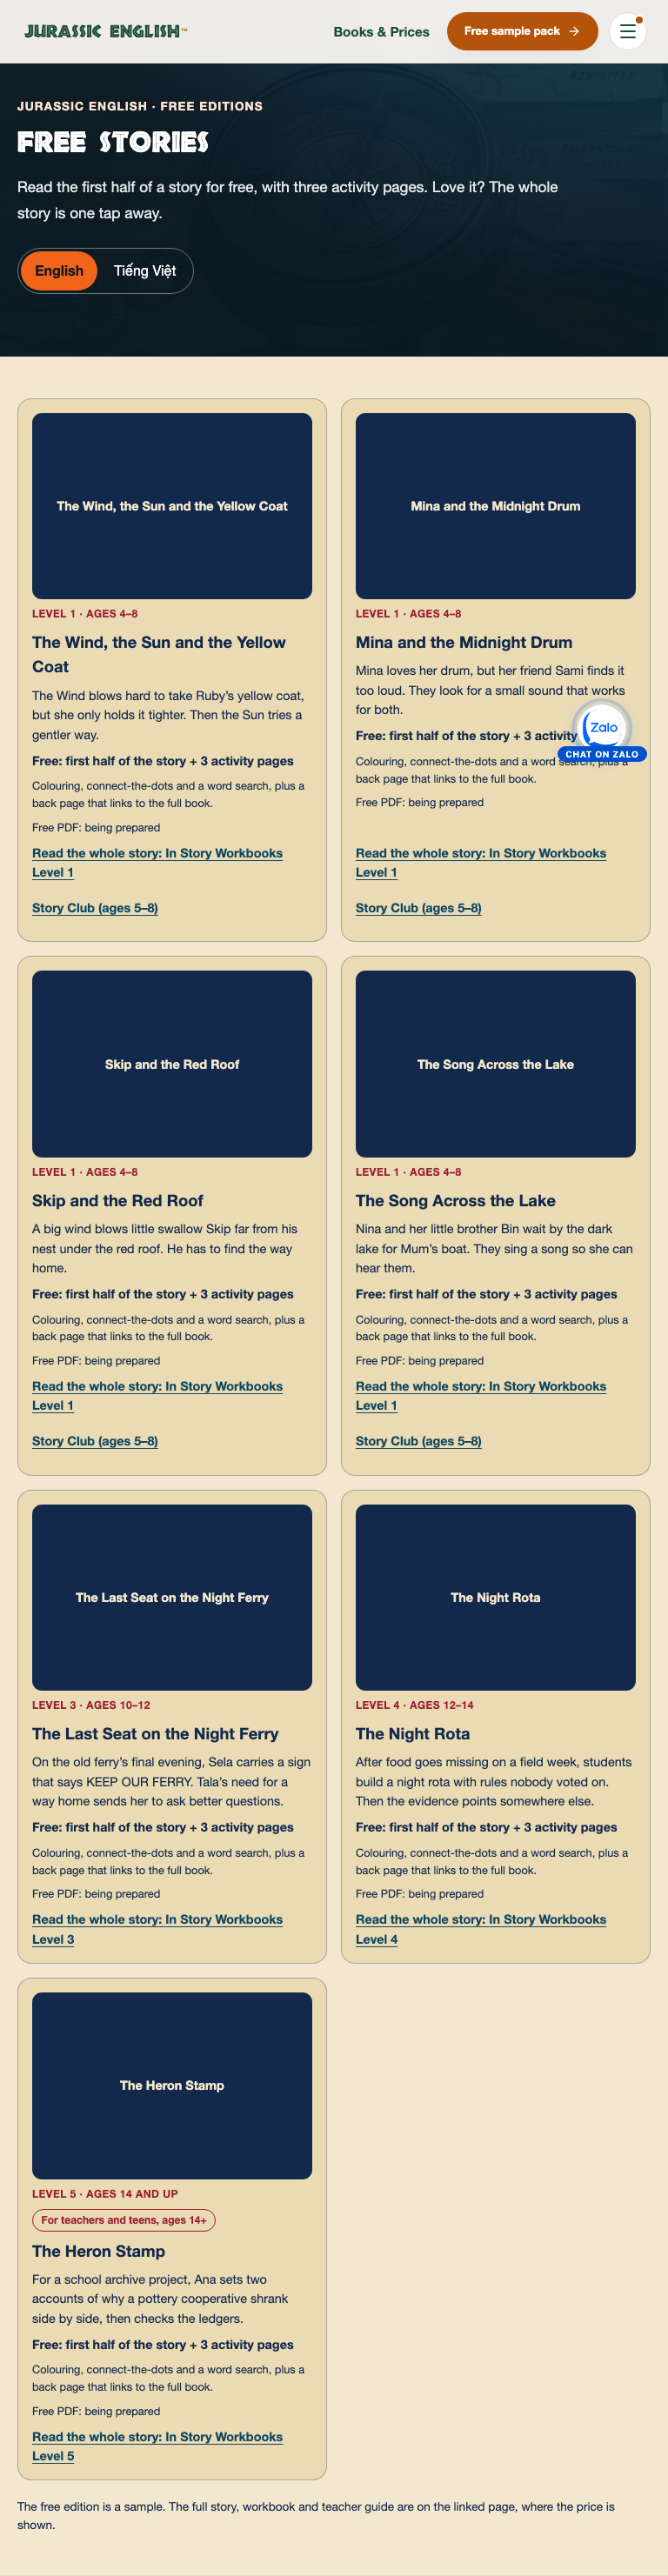 JURASSIC ENGLISH™
Books & Prices
Free sample pack →
JURASSIC ENGLISH · FREE EDITIONS
FREE STORIES
Read the first half of a story for free, with three activity pages. Love it? The whole
story is one tap away.
English
Tiếng Việt
The Wind, the Sun and the Yellow Coat
LEVEL 1 · AGES 4–8
The Wind, the Sun and the Yellow
Coat
The Wind blows hard to take Ruby’s yellow coat,
but she only holds it tighter. Then the Sun tries a
gentler way.
Free: first half of the story + 3 activity pages
Colouring, connect-the-dots and a word search, plus a
back page that links to the full book.
Free PDF: being prepared
Read the whole story: In Story Workbooks
Level 1
Story Club (ages 5–8)
Mina and the Midnight Drum
LEVEL 1 · AGES 4–8
Mina and the Midnight Drum
Mina loves her drum, but her friend Sami finds it
too loud. They look for a small sound that works
for both.
Free: first half of the story + 3 activity
Zalo
CHAT ON ZALO
Colouring, connect-the-dots and a word search, plus a
back page that links to the full book.
Free PDF: being prepared
Read the whole story: In Story Workbooks
Level 1
Story Club (ages 5–8)
Skip and the Red Roof
LEVEL 1 · AGES 4–8
Skip and the Red Roof
A big wind blows little swallow Skip far from his
nest under the red roof. He has to find the way
home.
Free: first half of the story + 3 activity pages
Colouring, connect-the-dots and a word search, plus a
back page that links to the full book.
Free PDF: being prepared
Read the whole story: In Story Workbooks
Level 1
Story Club (ages 5–8)
The Song Across the Lake
LEVEL 1 · AGES 4–8
The Song Across the Lake
Nina and her little brother Bin wait by the dark
lake for Mum’s boat. They sing a song so she can
hear them.
Free: first half of the story + 3 activity pages
Colouring, connect-the-dots and a word search, plus a
back page that links to the full book.
Free PDF: being prepared
Read the whole story: In Story Workbooks
Level 1
Story Club (ages 5–8)
The Last Seat on the Night Ferry
LEVEL 3 · AGES 10–12
The Last Seat on the Night Ferry
On the old ferry’s final evening, Sela carries a sign
that says KEEP OUR FERRY. Tala’s need for a
way home sends her to ask better questions.
Free: first half of the story + 3 activity pages
Colouring, connect-the-dots and a word search, plus a
back page that links to the full book.
Free PDF: being prepared
Read the whole story: In Story Workbooks
Level 3
The Night Rota
LEVEL 4 · AGES 12–14
The Night Rota
After food goes missing on a field week, students
build a night rota with rules nobody voted on.
Then the evidence points somewhere else.
Free: first half of the story + 3 activity pages
Colouring, connect-the-dots and a word search, plus a
back page that links to the full book.
Free PDF: being prepared
Read the whole story: In Story Workbooks
Level 4
The Heron Stamp
LEVEL 5 · AGES 14 AND UP
For teachers and teens, ages 14+
The Heron Stamp
For a school archive project, Ana sets two
accounts of why a pottery cooperative shrank
side by side, then checks the ledgers.
Free: first half of the story + 3 activity pages
Colouring, connect-the-dots and a word search, plus a
back page that links to the full book.
Free PDF: being prepared
Read the whole story: In Story Workbooks
Level 5
The free edition is a sample. The full story, workbook and teacher guide are on the linked page, where the price is
shown.